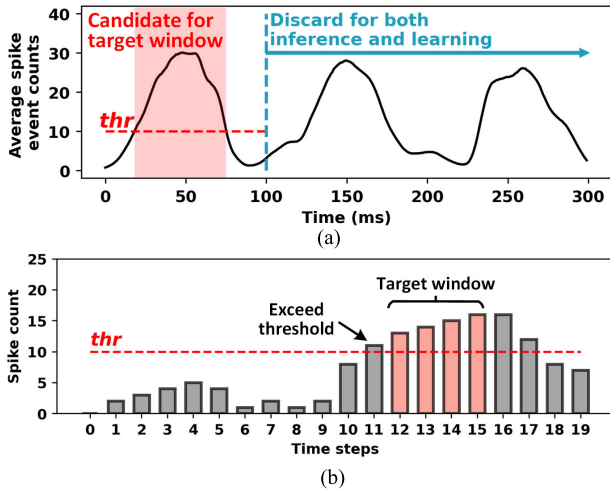 Candidate for
target window
Discard for both
inference and learning
thr
Average spike
event counts
40
30
20
10
0
0 50 100 150 200 250 300
Time (ms)
(a)
Target window
Exceed
threshold
thr
Spike count
25
20
15
10
5
0
0 1 2 3 4 5 6 7 8 9 10 11 12 13 14 15 16 17 18 19
Time steps
(b)